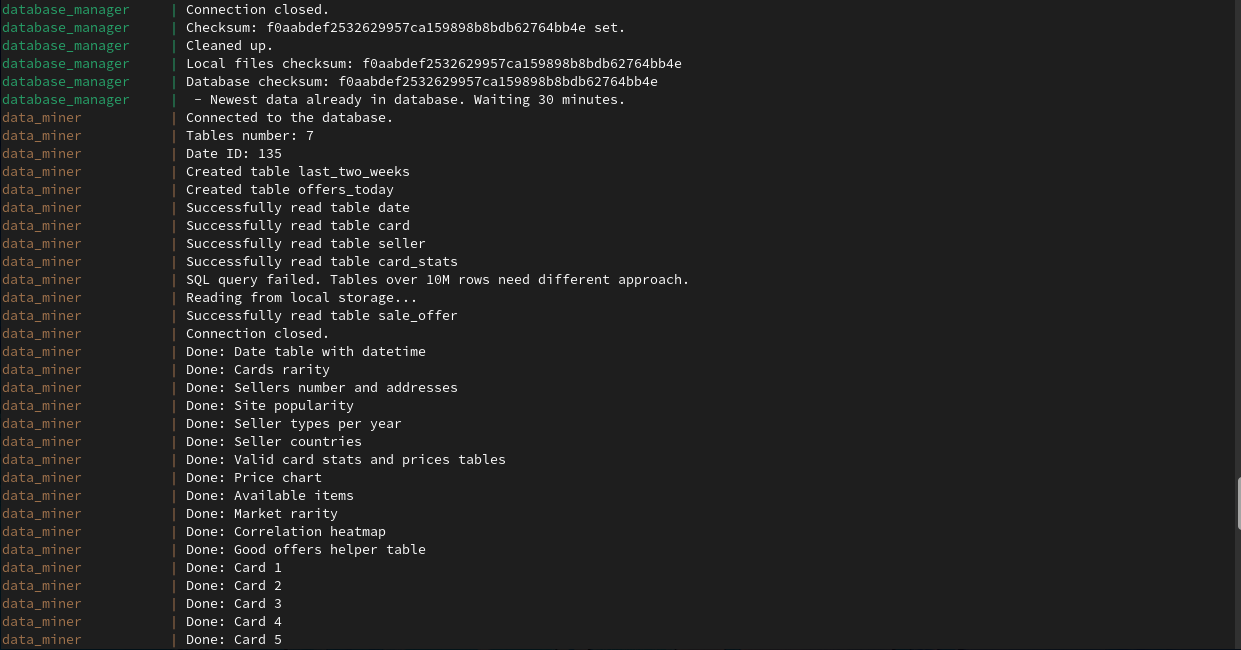 database_manager | Connection closed.
database_manager | Checksum: f0aabdef2532629957ca159898b8bdb62764bb4e set.
database_manager | Cleaned up.
database_manager | Local files checksum: f0aabdef2532629957ca159898b8bdb62764bb4e
database_manager | Database checksum: f0aabdef2532629957ca159898b8bdb62764bb4e
database_manager |  - Newest data already in database. Waiting 30 minutes.
data_miner | Connected to the database.
data_miner | Tables number: 7
data_miner | Date ID: 135
data_miner | Created table last_two_weeks
data_miner | Created table offers_today
data_miner | Successfully read table date
data_miner | Successfully read table card
data_miner | Successfully read table seller
data_miner | Successfully read table card_stats
data_miner | SQL query failed. Tables over 10M rows need different approach.
data_miner | Reading from local storage...
data_miner | Successfully read table sale_offer
data_miner | Connection closed.
data_miner | Done: Date table with datetime
data_miner | Done: Cards rarity
data_miner | Done: Sellers number and addresses
data_miner | Done: Site popularity
data_miner | Done: Seller types per year
data_miner | Done: Seller countries
data_miner | Done: Valid card stats and prices tables
data_miner | Done: Price chart
data_miner | Done: Available items
data_miner | Done: Market rarity
data_miner | Done: Correlation heatmap
data_miner | Done: Good offers helper table
data_miner | Done: Card 1
data_miner | Done: Card 2
data_miner | Done: Card 3
data_miner | Done: Card 4
data_miner | Done: Card 5